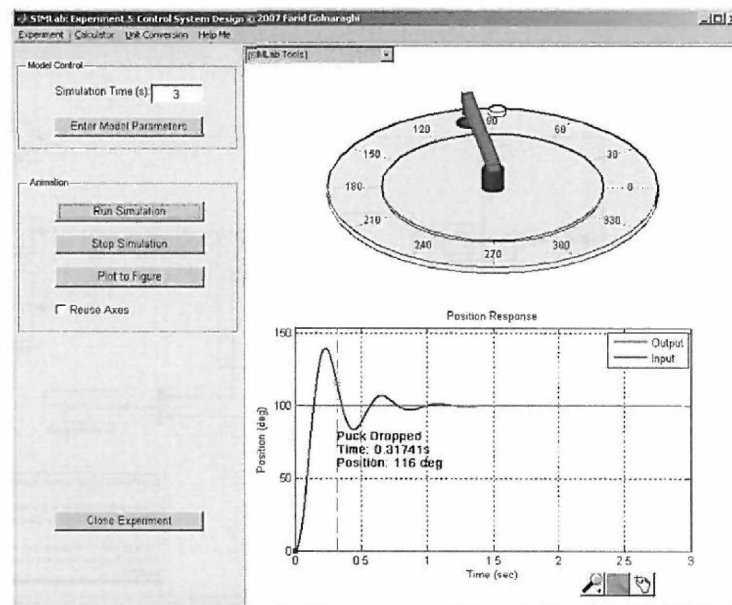 SIMLab: Experiment 3: Control System Design © 2007 Farid Golnaraghi
Experiment Calculator Unit Conversion Help Me
Model Control
Simulation Time (s): 3
Enter Model Parameters
Animation
Run Simulation
Stop Simulation
Plot to Figure
Reuse Axes
Close Experiment
(SIMLab Tools)
120 90 60
150 30
180 0
210 330
240 270 300
Position Response
150
100
50
0
Position (deg)
Output
Input
Puck Dropped
Time: 0.31741s
Position: 116 deg
0 0.5 1 1.5 2 2.5 3
Time (sec)